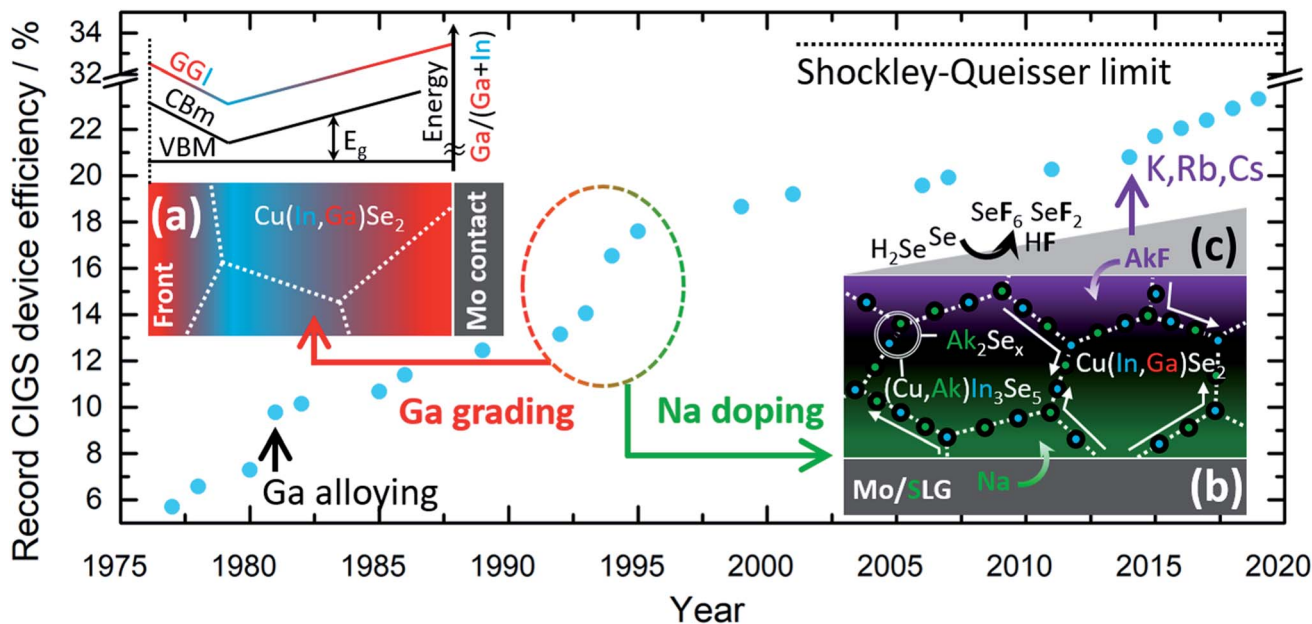 Record CIGS device efficiency / %
34
32
22
20
18
16
14
12
10
8
6
1975 1980 1985 1990 1995 2000 2005 2010 2015 2020
Year
Shockley-Queisser limit
GGI
CBm
VBM
E_g
Energy
Ga/(Ga+In)
(a)
Cu(In,Ga)Se₂
Front
Mo contact
Ga alloying
Ga grading
Na doping
K,Rb,Cs
SeF₆ SeF₂
HF
H₂Se Se
AkF
(c)
Ak₂Seₓ
Cu(In,Ga)Se₂
(Cu,Ak)In₃Se₅
Na
Mo/SLG
(b)